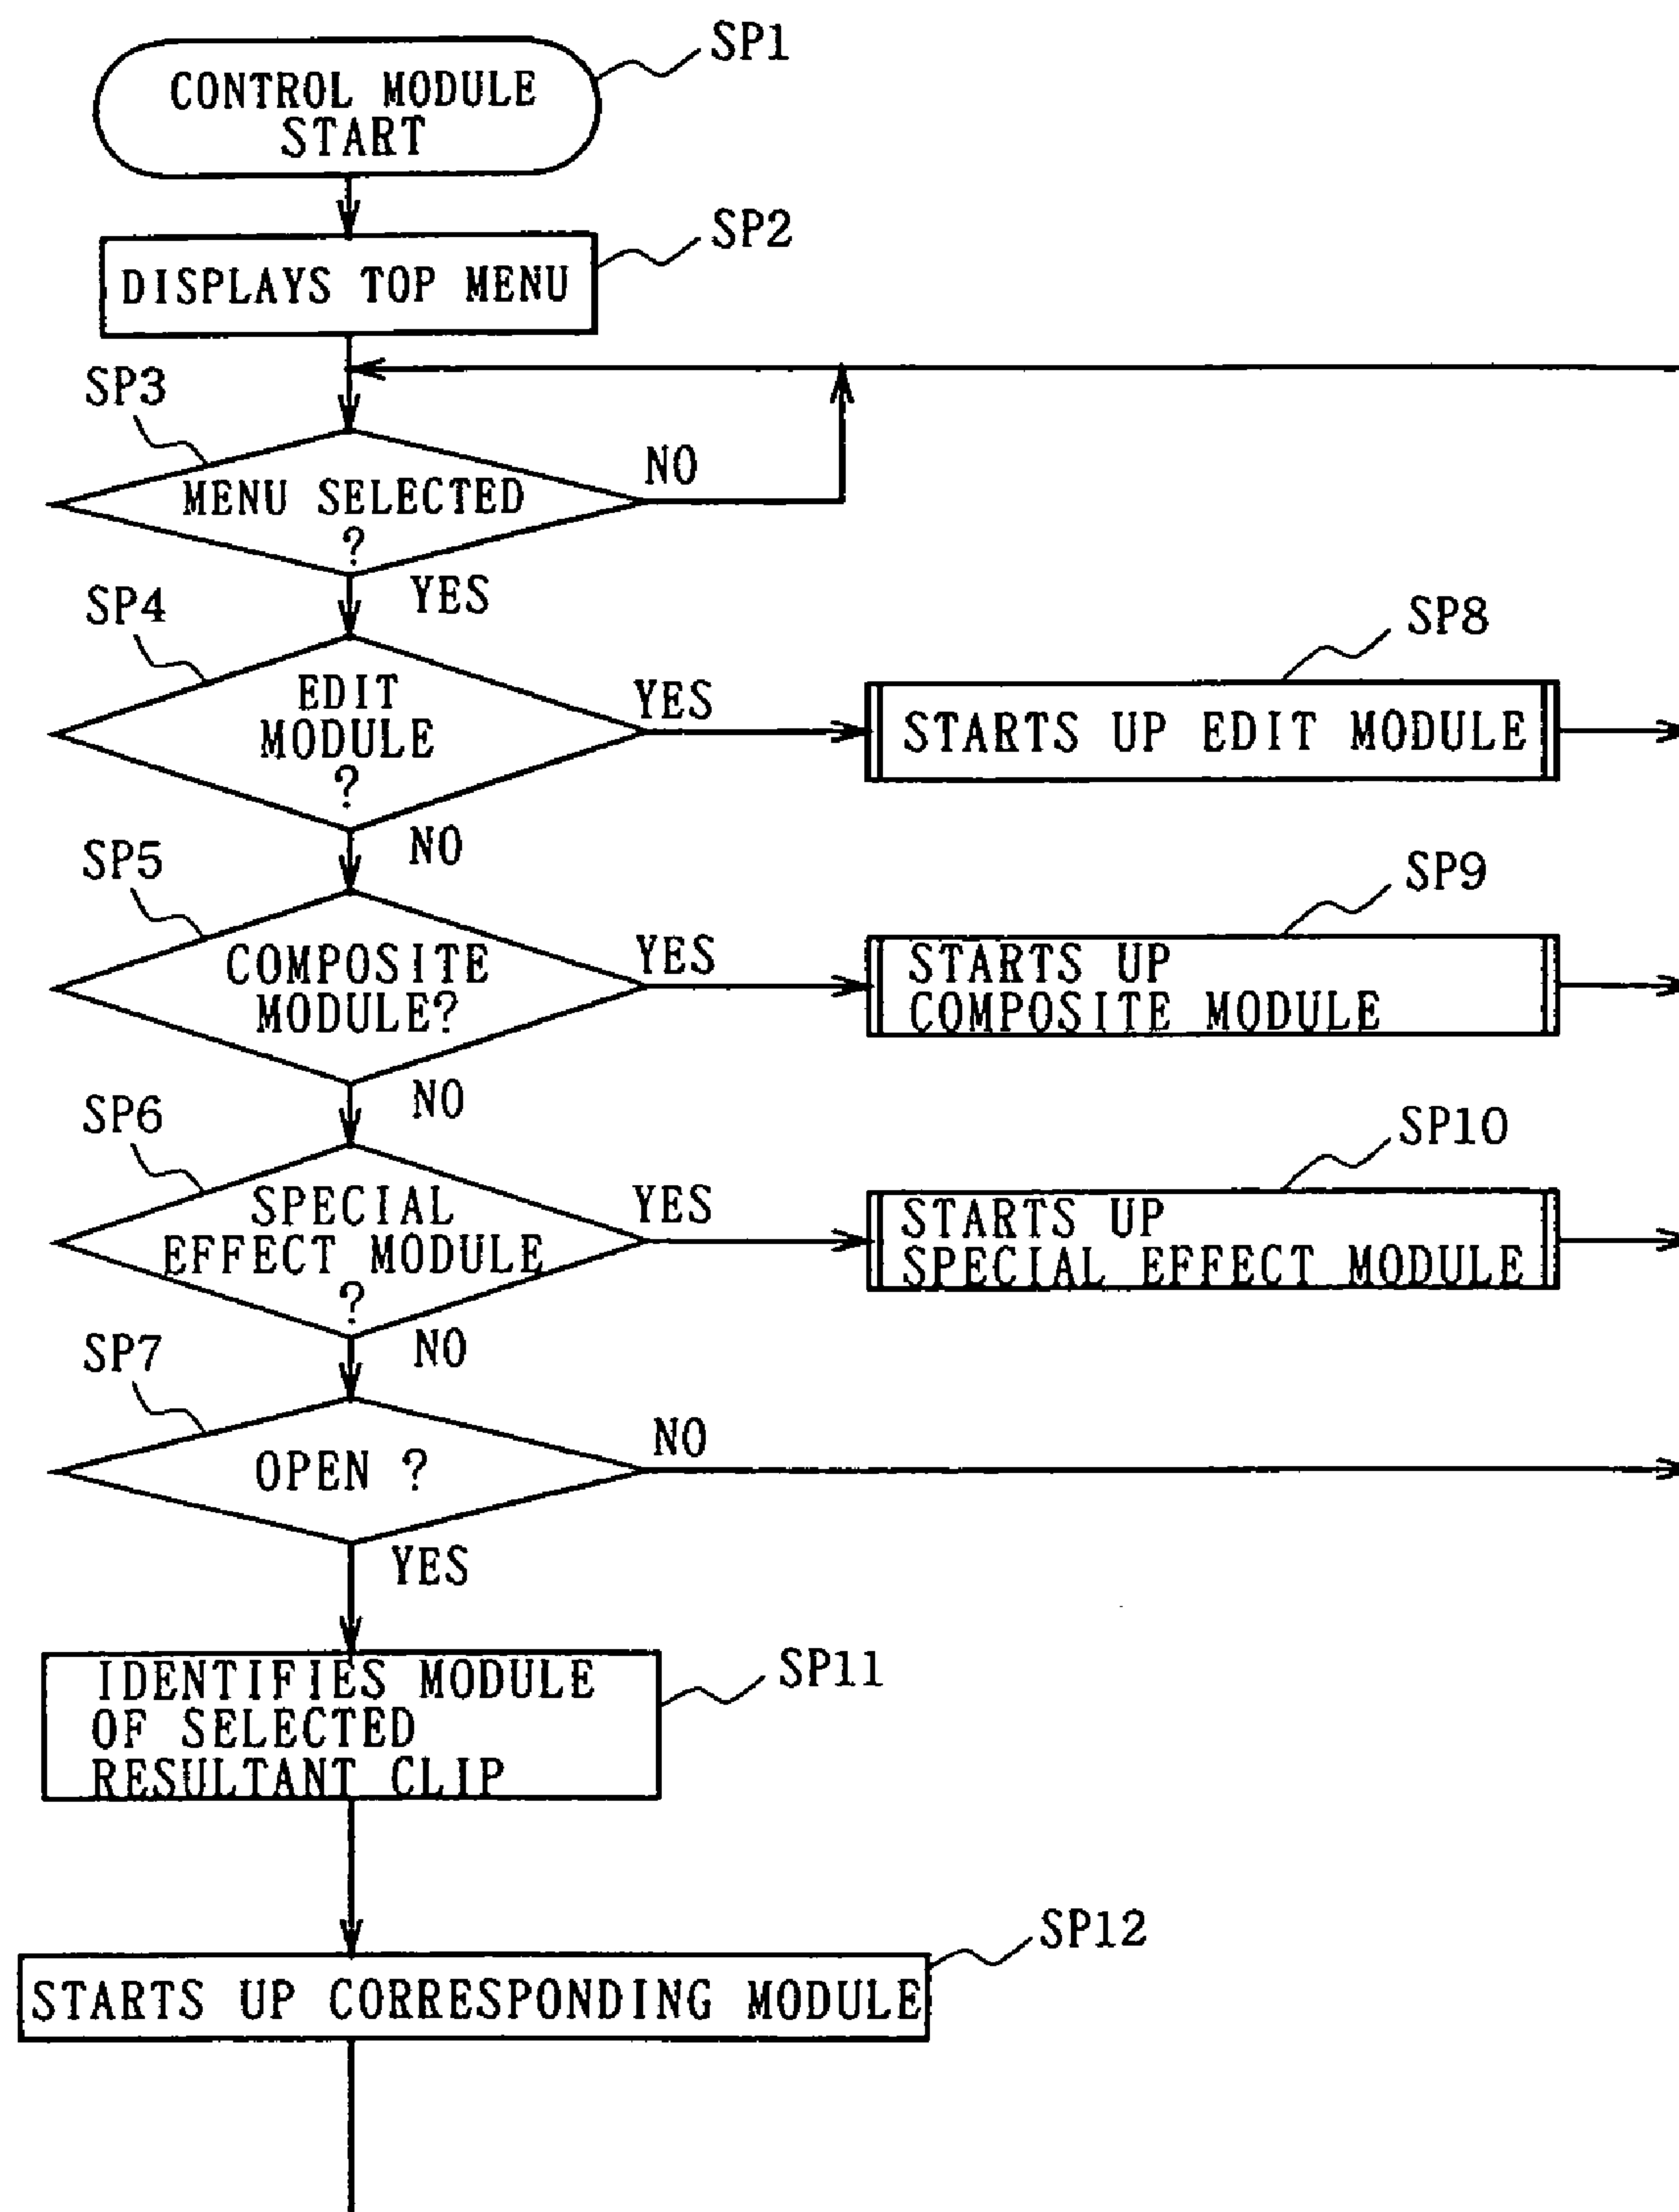 SP1
CONTROL MODULE
START
SP2
DISPLAYS TOP MENU
SP3
MENU SELECTED
?
NO
YES
SP4
EDIT
MODULE
?
YES
SP8
STARTS UP EDIT MODULE
NO
SP5
COMPOSITE
MODULE?
YES
SP9
STARTS UP
COMPOSITE MODULE
NO
SP6
SPECIAL
EFFECT MODULE
?
YES
SP10
STARTS UP
SPECIAL EFFECT MODULE
NO
SP7
OPEN ?
NO
YES
SP11
IDENTIFIES MODULE
OF SELECTED
RESULTANT CLIP
SP12
STARTS UP CORRESPONDING MODULE